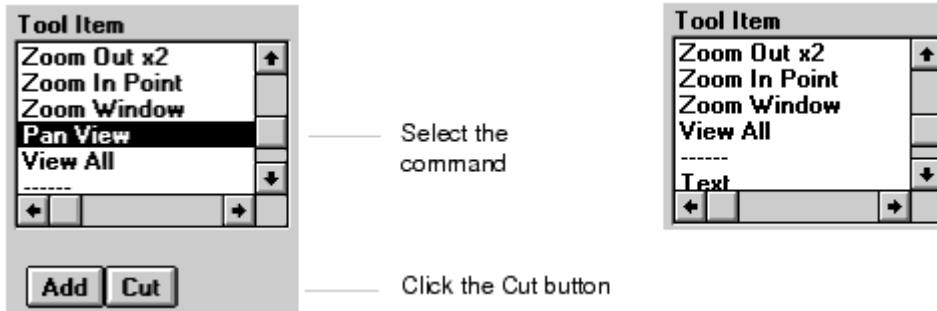 Tool Item
Zoom Out x2
Zoom In Point
Zoom Window
Pan View
View All
------
Add Cut
Select the
command
Click the Cut button
Tool Item
Zoom Out x2
Zoom In Point
Zoom Window
View All
------
Text